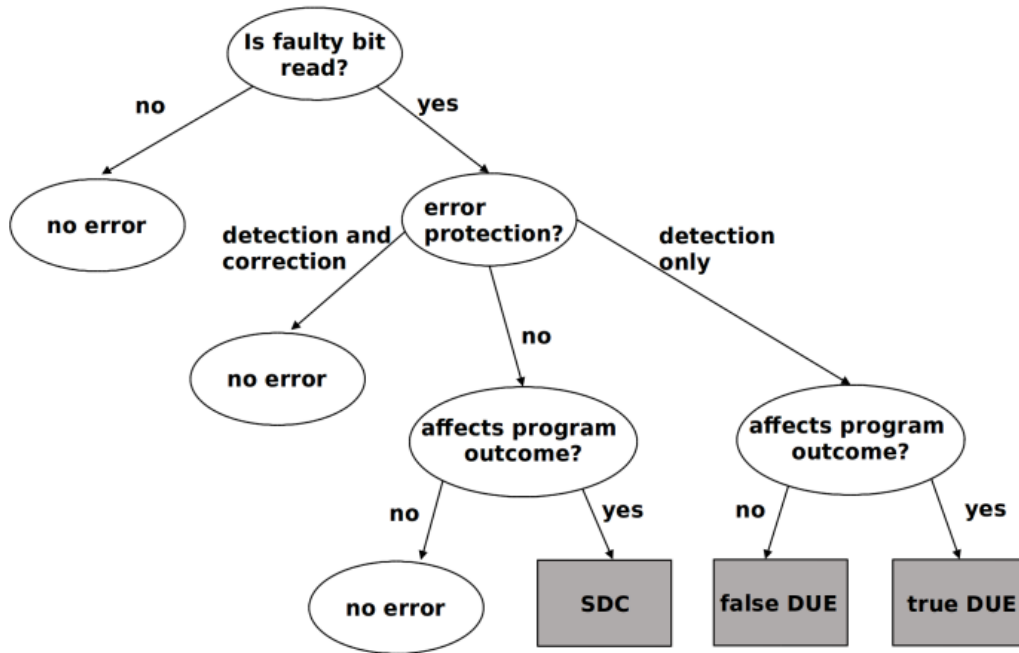 Is faulty bit
read?
no
yes
no error
error
protection?
detection and
correction
detection
only
no error
no
affects program
outcome?
affects program
outcome?
no
yes
no
yes
no error
SDC
false DUE
true DUE